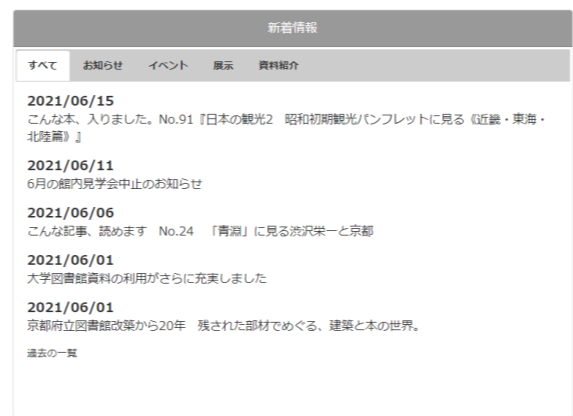 新着情報
すべて お知らせ イベント 展示 資料紹介
2021/06/15
こんな本、入りました。No.91『日本の観光2 昭和初期観光パンフレットに見る《近畿・東海・
北陸篇》』
2021/06/11
6月の館内見学会中止のお知らせ
2021/06/06
こんな記事、読めます No.24 「青淵」に見る渋沢栄一と京都
2021/06/01
大学図書館資料の利用がさらに充実しました
2021/06/01
京都府立図書館改築から20年 残された部材でめぐる、建築と本の世界。
過去の一覧